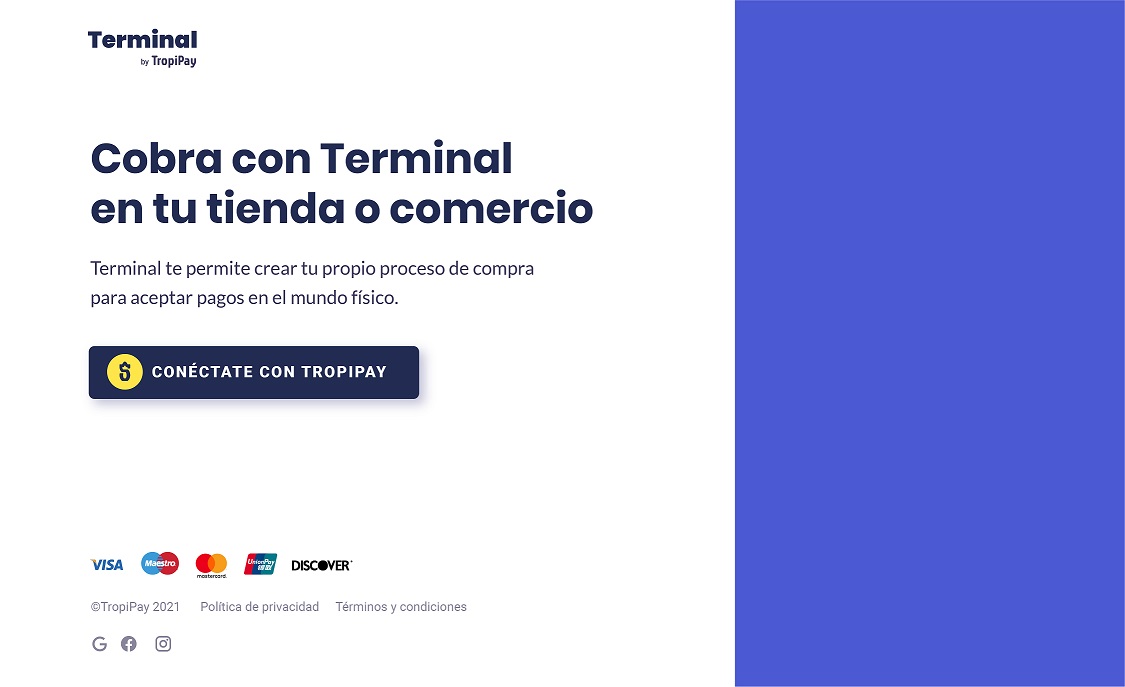 Terminal
by TropiPay
Cobra con Terminal
en tu tienda o comercio
Terminal te permite crear tu propio proceso de compra
para aceptar pagos en el mundo físico.
CONÉCTATE CON TROPIPAY
VISA Maestro mastercard. UnionPay 银联 DISCOVER
©TropiPay 2021 Política de privacidad Términos y condiciones